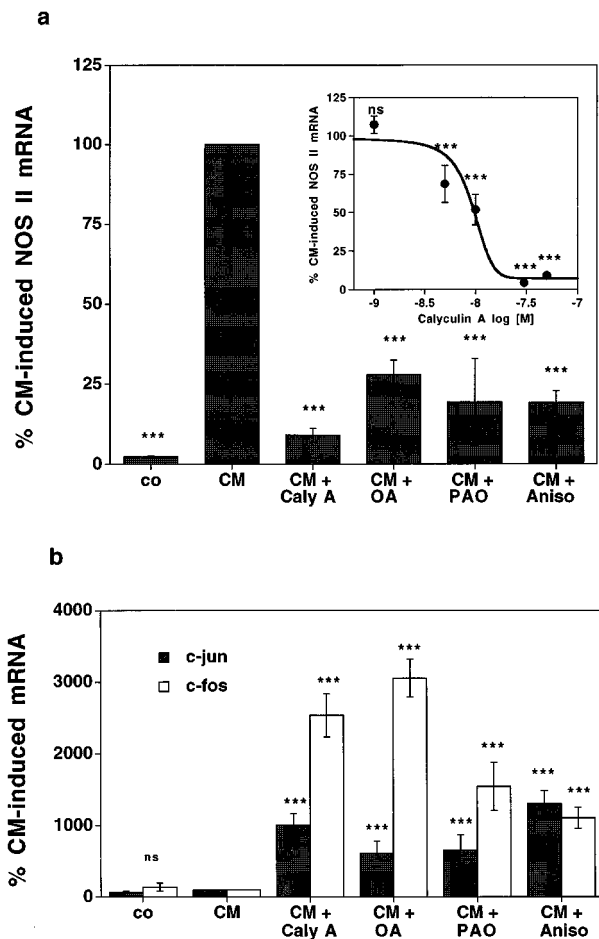 a
% CM-induced NOS II mRNA
125
100
75
50
25
0
***
***
***
***
***
co
CM
CM +
Caly A
CM +
OA
CM +
PAO
CM +
Aniso
% CM-induced NOS II mRNA
125
100
75
50
25
0
ns
***
***
***
***
-9
-8.5
-8
-7.5
-7
Calyculin A log [M]
b
% CM-induced mRNA
4000
3000
2000
1000
0
c-jun
c-fos
ns
***
***
***
***
***
***
***
***
co
CM
CM +
Caly A
CM +
OA
CM +
PAO
CM +
Aniso